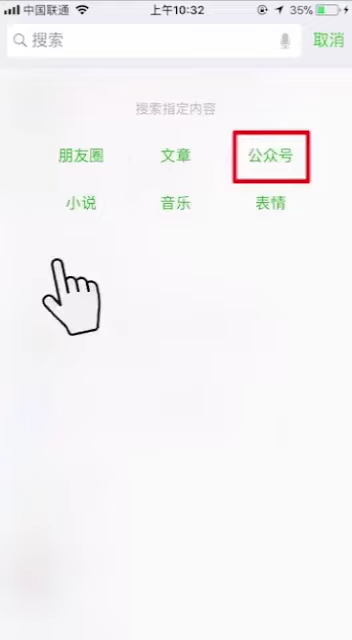 中国联通 上午10:32 35%
搜索 取消
搜索指定内容
朋友圈 文章 公众号
小说 音乐 表情